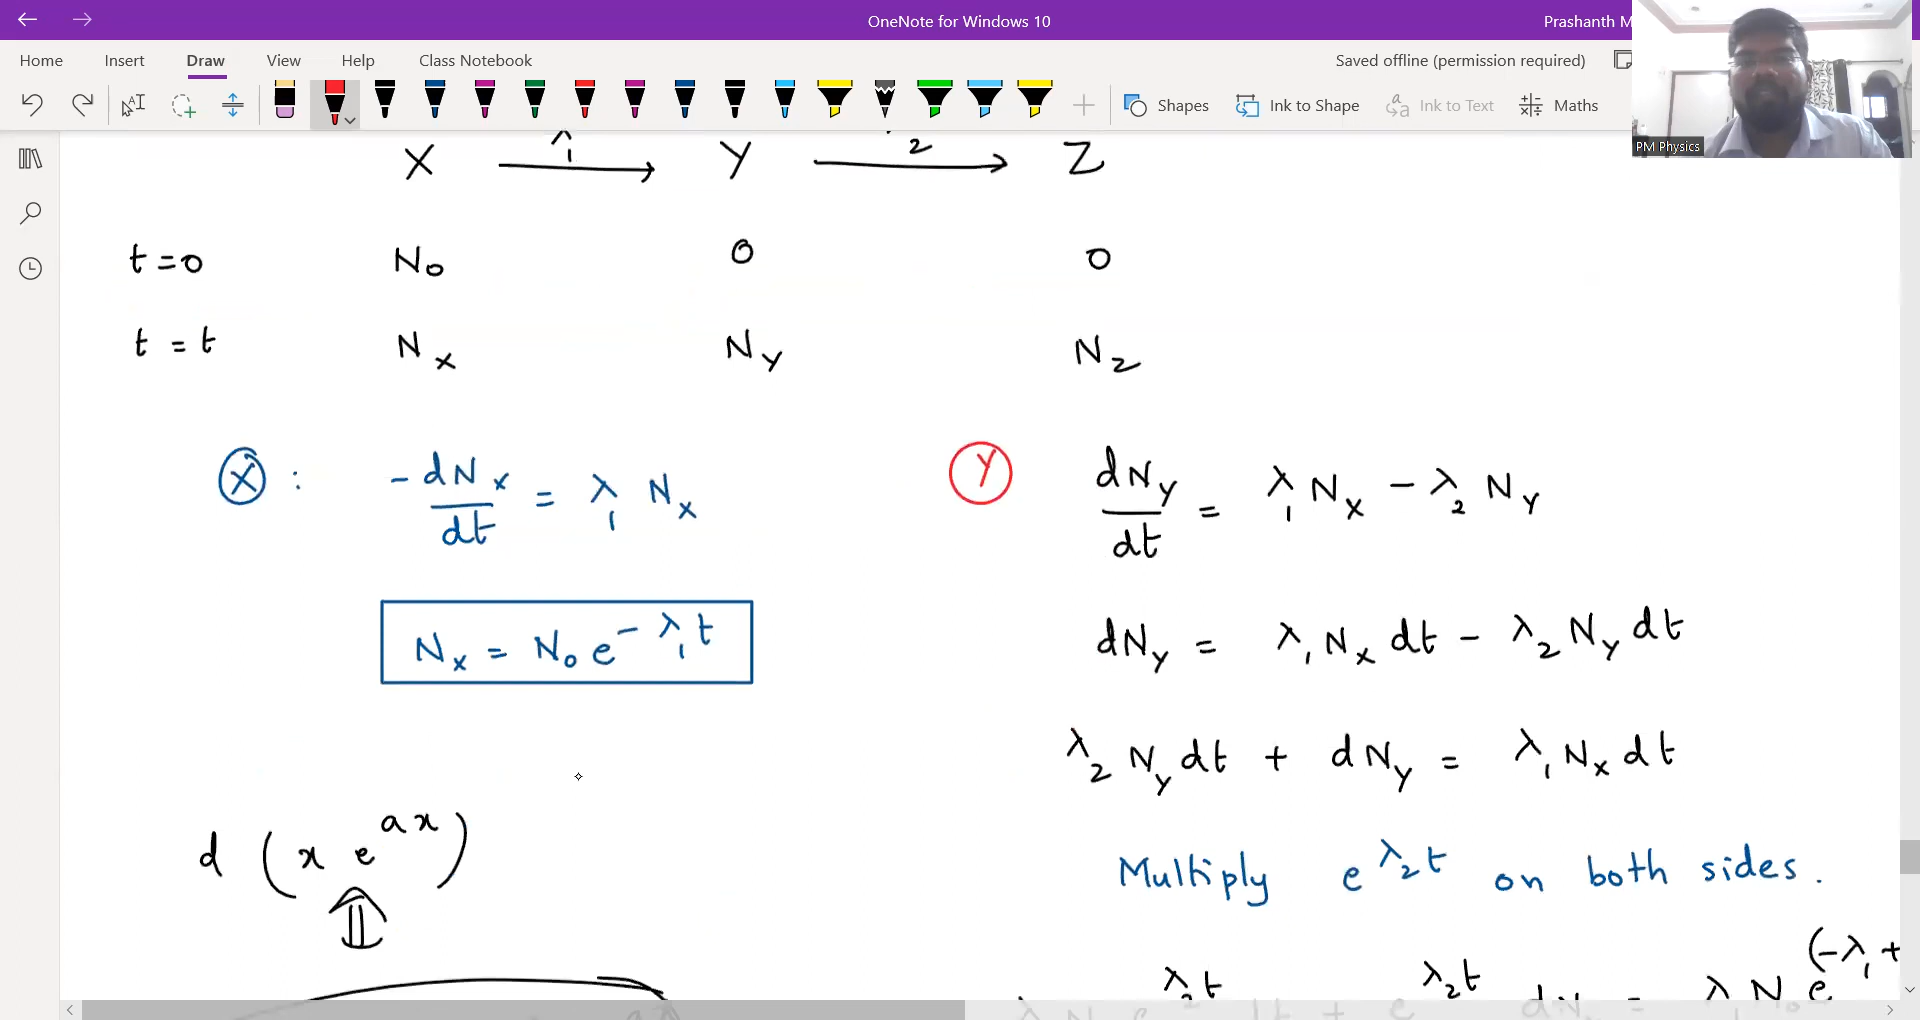 OneNote for Windows 10
Prashanth M
Home Insert Draw View Help Class Notebook
Saved offline (permission required)
Shapes Ink to Shape Ink to Text Maths
PM Physics
X λ₁ → Y 2 → Z
t = 0 N₀ 0 0
t = t Nx Ny Nz
X : -dNx/dt = λ₁ Nx
Nx = N₀ e^(-λ₁t)
d (x e^(ax))
Y dNy/dt = λ₁ Nx - λ₂ Ny
dNy = λ₁ Nx dt - λ₂ Ny dt
λ₂ Ny dt + dNy = λ₁ Nx dt
Multiply e^(λ₂t) on both sides.